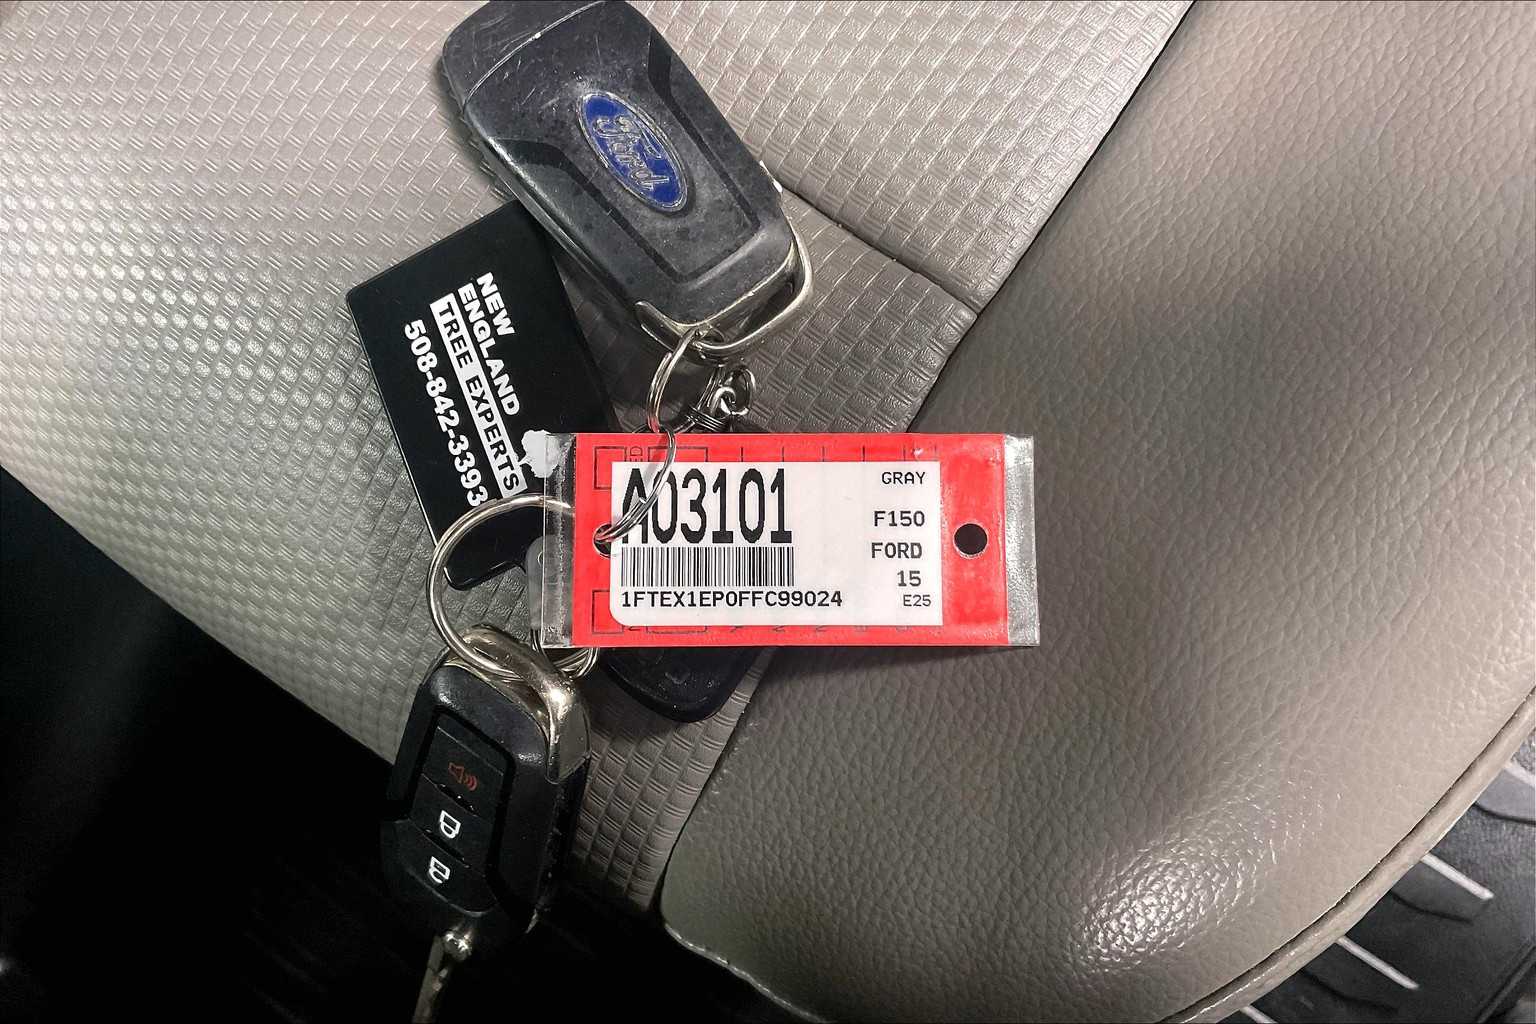 Ford
NEW
ENGLAND
TREE EXPERTS
508-842-3393
A03101
GRAY
F150
FORD
15
1FTEX1EP0FFC99024
E25